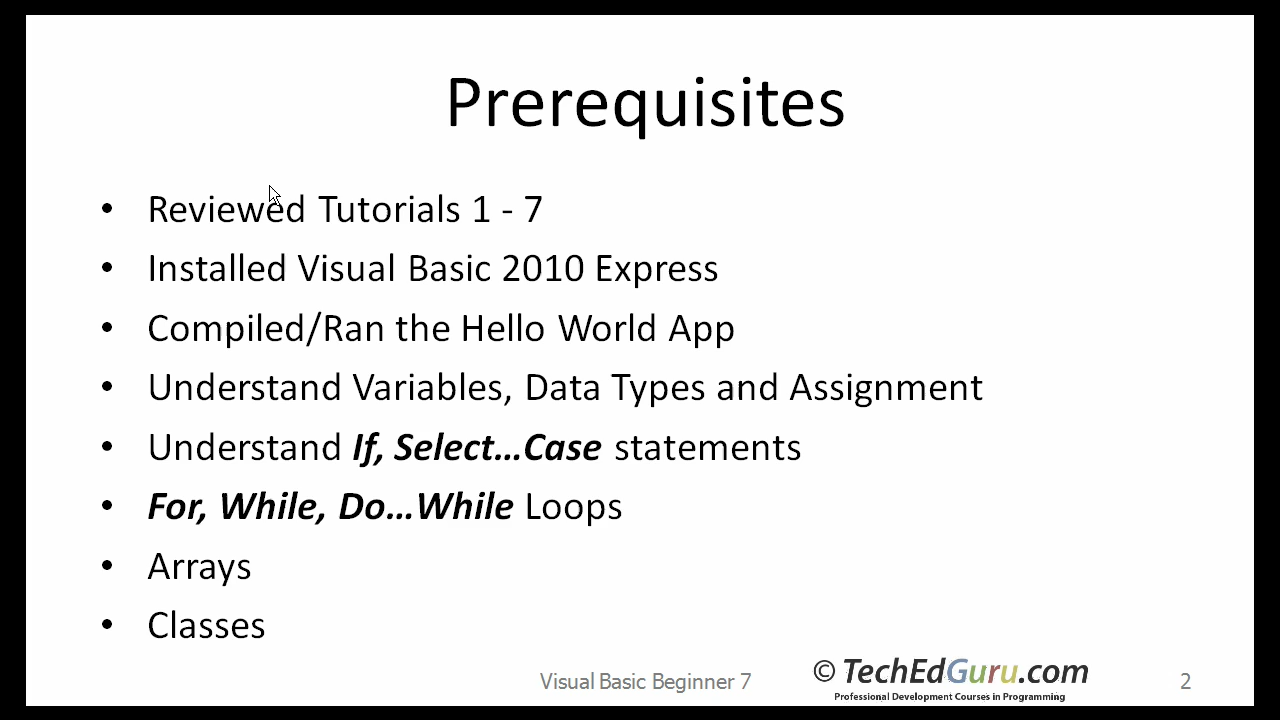 Prerequisites
• Reviewed Tutorials 1 - 7
• Installed Visual Basic 2010 Express
• Compiled/Ran the Hello World App
• Understand Variables, Data Types and Assignment
• Understand If, Select…Case statements
• For, While, Do…While Loops
• Arrays
• Classes
Visual Basic Beginner 7
© TechEdGuru.com
Professional Development Courses in Programming
2